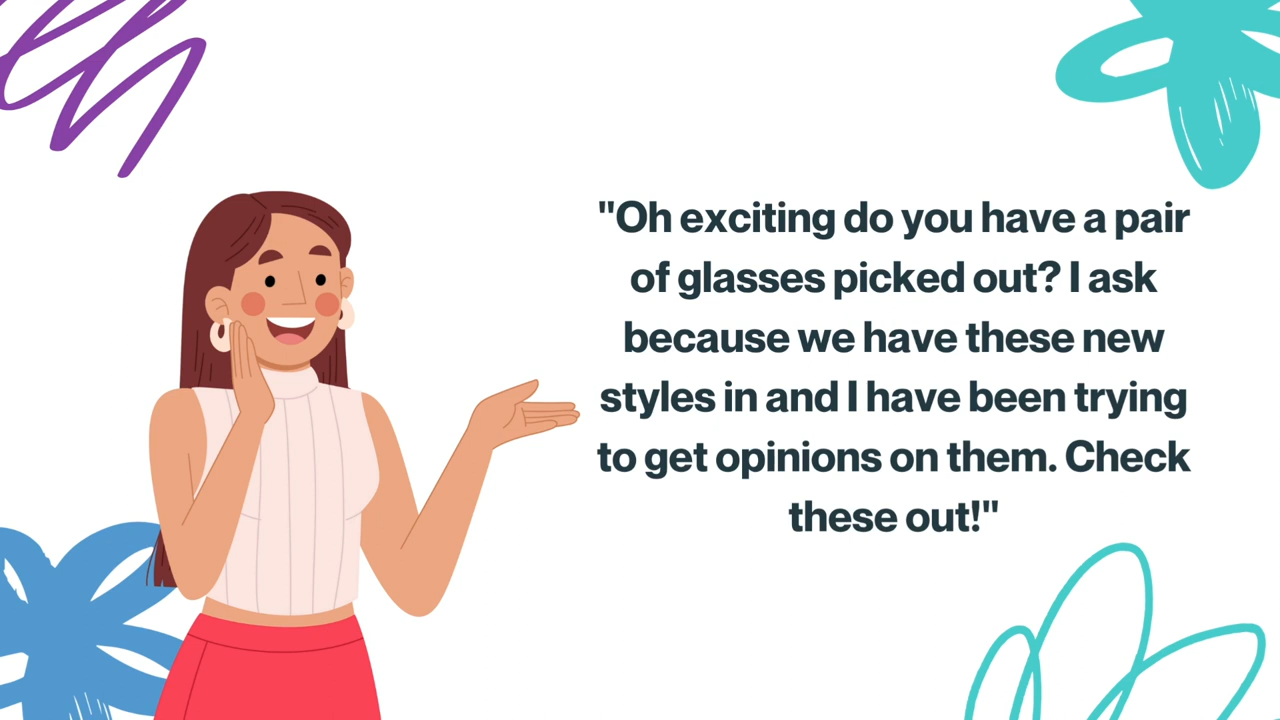 "Oh exciting do you have a pair
of glasses picked out? I ask
because we have these new
styles in and I have been trying
to get opinions on them. Check
these out!"